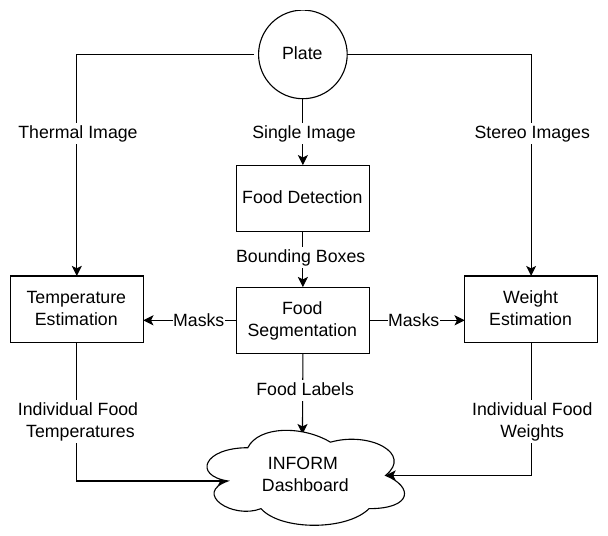 Plate
Thermal Image
Single Image
Stereo Images
Food Detection
Bounding Boxes
Temperature
Estimation
Masks
Food
Segmentation
Masks
Weight
Estimation
Food Labels
Individual Food
Temperatures
Individual Food
Weights
INFORM
Dashboard